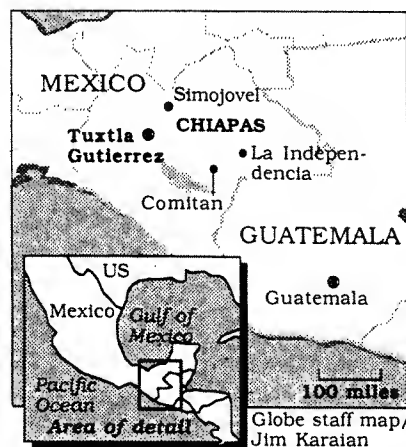 MEXICO
Simojovel
CHIAPAS
Tuxtla
Gutierrez
La Indepen-
dencia
Comitan
GUATEMALA
Guatemala
US
Mexico
Gulf of
Mexico
Pacific
Ocean
Area of detail
100 miles
Globe staff map/
Jim Karaian